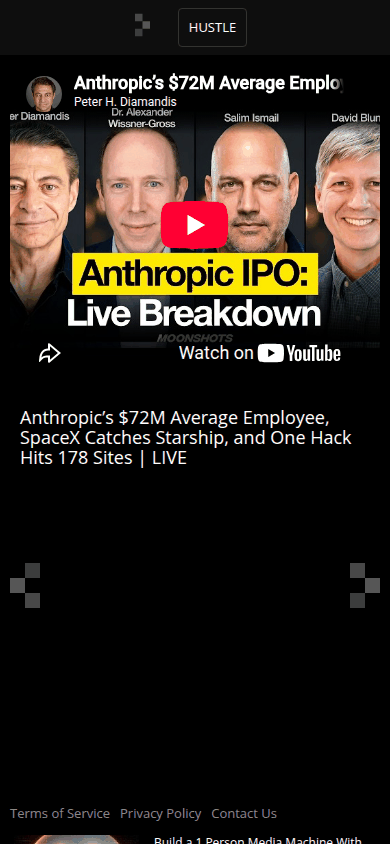 HUSTLE
Anthropic’s $72M Average Emplo
Peter H. Diamandis
er Diamandis
Dr. Alexander
Wissner-Gross
Salim Ismail
David Blun
Anthropic IPO:
Live Breakdown
MOONSHOTS
Watch on YouTube
Anthropic’s $72M Average Employee,
SpaceX Catches Starship, and One Hack
Hits 178 Sites | LIVE
Terms of Service Privacy Policy Contact Us
Build a 1 Person Media Machine With